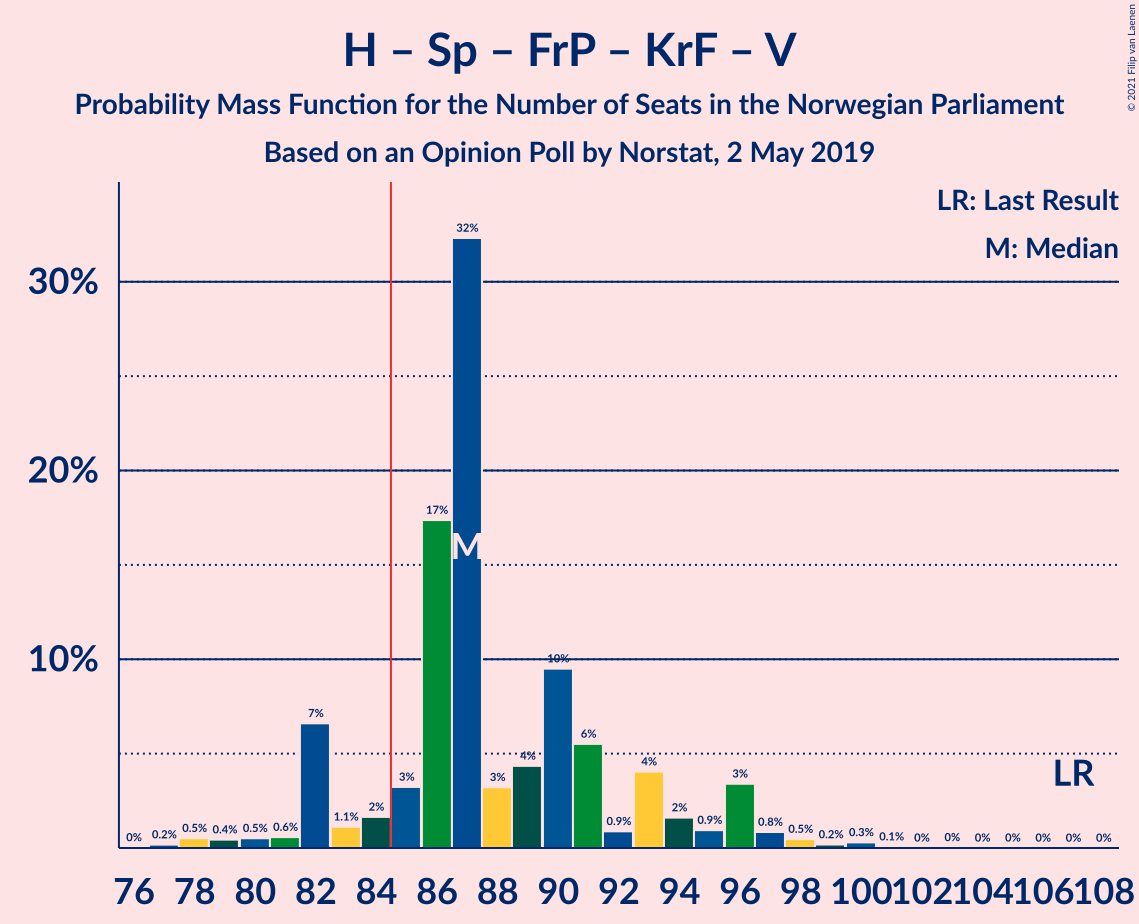 H – Sp – FrP – KrF – V
Probability Mass Function for the Number of Seats in the Norwegian Parliament
Based on an Opinion Poll by Norstat, 2 May 2019
© 2021 Filip van Laenen
LR: Last Result
M: Median
30%
20%
10%
0% 0.2% 0.5% 0.4% 0.5% 0.6% 7% 1.1% 2% 3% 17% 32% 3% 4% 10% 6% 0.9% 4% 2% 0.9% 3% 0.8% 0.5% 0.2% 0.3% 0.1% 0% 0% 0% 0% 0% 0% 0%
M
LR
76 78 80 82 84 86 88 90 92 94 96 98 100 102 104 106 108